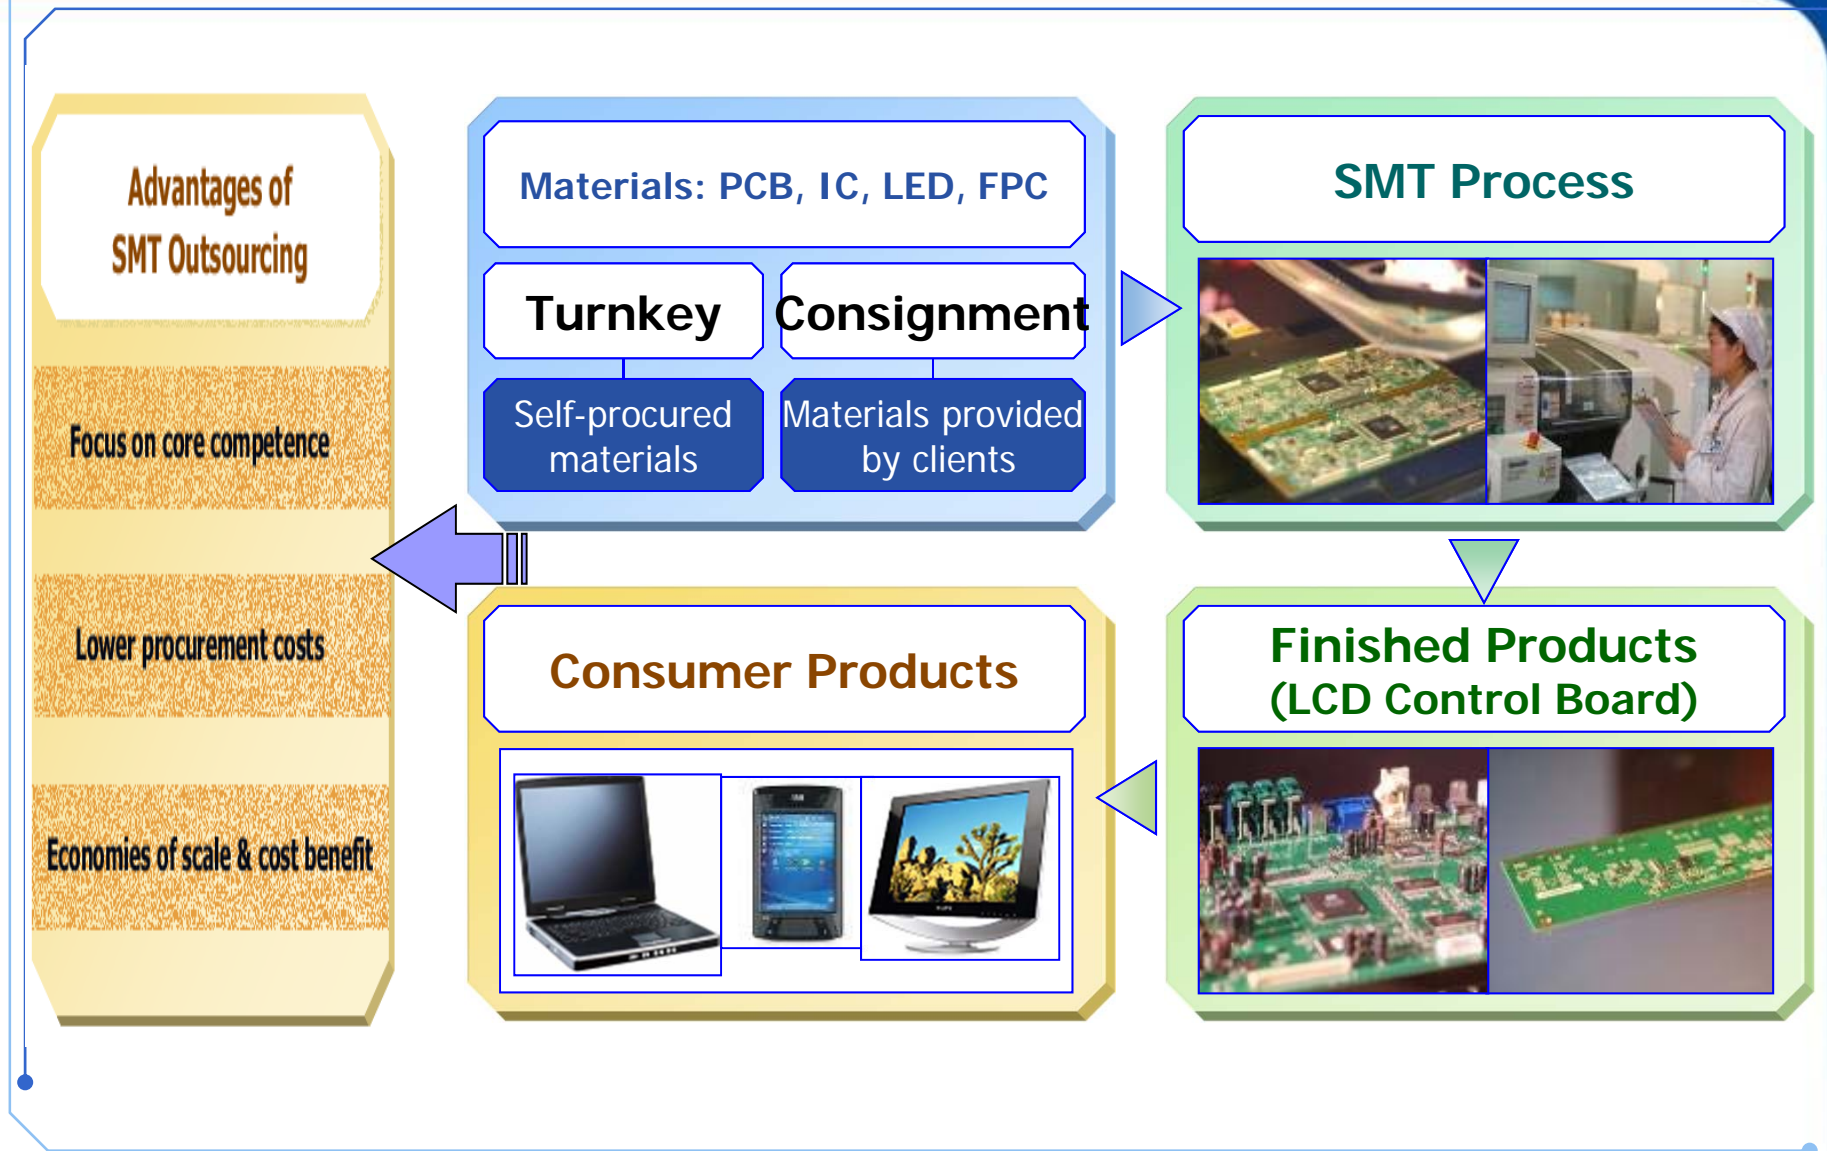 Advantages of
SMT Outsourcing
Focus on core competence
Lower procurement costs
Economies of scale & cost benefit
Materials: PCB, IC, LED, FPC
Turnkey
Consignment
Self-procured
materials
Materials provided
by clients
SMT Process
Consumer Products
Finished Products
(LCD Control Board)